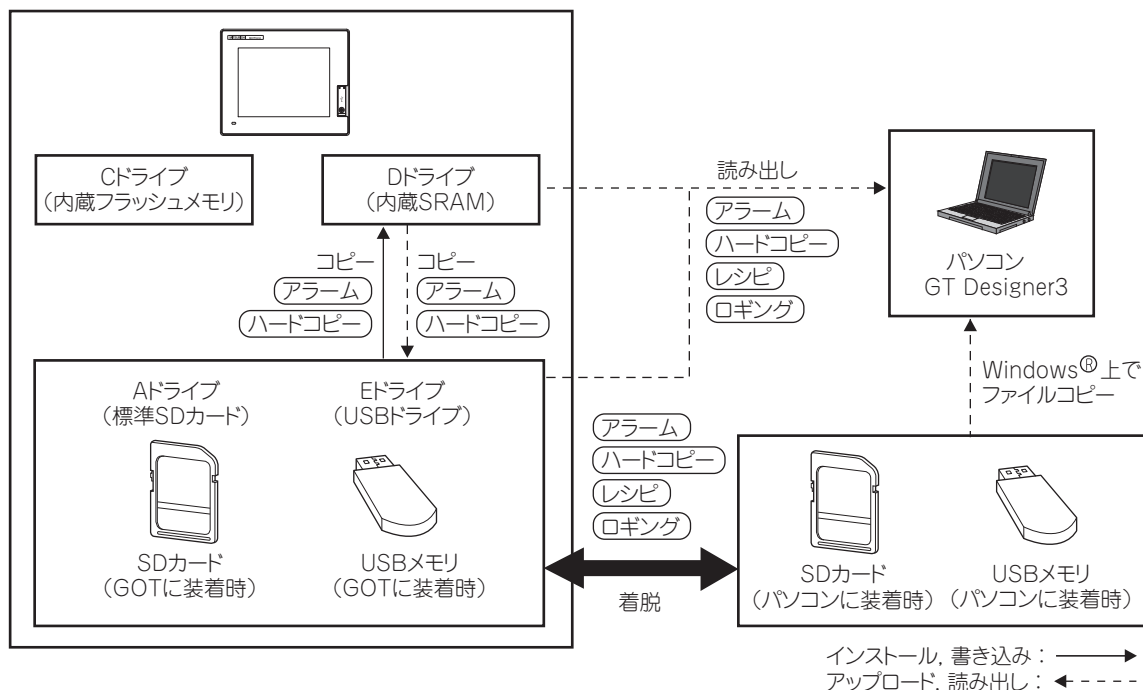 Cドライブ
(内蔵フラッシュメモリ)
Dドライブ
(内蔵SRAM)
コピー
アラーム
ハードコピー
コピー
アラーム
ハードコピー
読み出し
アラーム
ハードコピー
レシピ
ロギング
パソコン
GT Designer3
Aドライブ
(標準SDカード)
Eドライブ
(USBドライブ)
SDカード
(GOTに装着時)
USBメモリ
(GOTに装着時)
アラーム
ハードコピー
レシピ
ロギング
着脱
Windows®上で
ファイルコピー
SDカード
(パソコンに装着時)
USBメモリ
(パソコンに装着時)
インストール, 書き込み :
アップロード, 読み出し :